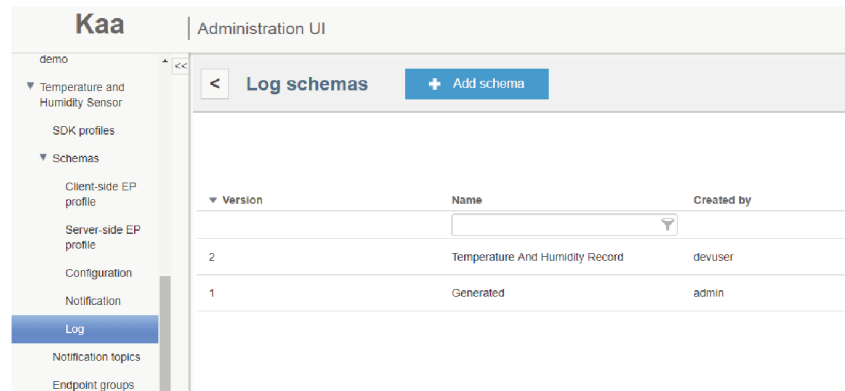 Kaa
Administration UI
demo
<<
Temperature and
Humidity Sensor
SDK profiles
Schemas
Client-side EP
profile
Server-side EP
profile
Configuration
Notification
Log
Notification topics
Endpoint groups
< Log schemas + Add schema
Version Name Created by
2 Temperature And Humidity Record devuser
1 Generated admin